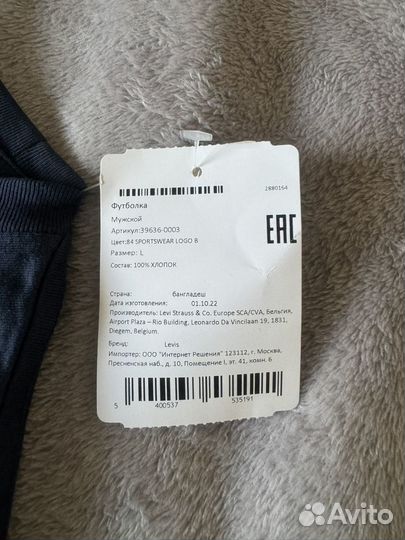 2880164
Футболка
Мужской
Артикул:39636-0003
Цвет:84 SPORTSWEAR LOGO B
Размер: L
Состав: 100% ХЛОПОК
EAC
Страна: бангладеш
Дата изготовления: 01.10.22
Производитель: Levi Strauss & Co. Europe SCA/CVA, Бельгия,
Airport Plaza – Rio Building, Leonardo Da Vincilaan 19, 1831,
Diegem, Belgium.
Бренд: Levis
Импортер: ООО "Интернет Решения" 123112, г. Москва,
Пресненская наб., д. 10, Помещение I, эт. 41, комн. 6
5 400537 535191
Avito